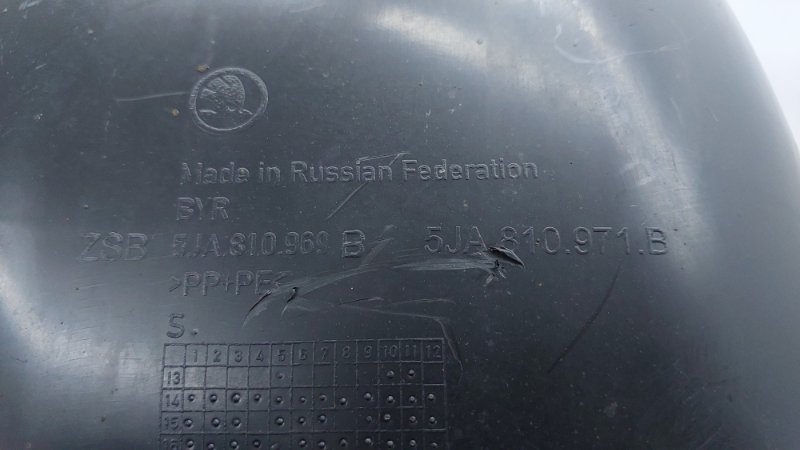 Made in Russian Federation
BYR
ZSB 5JA.810.969 B 5JA.810.971.B
>PP+PE<
S.
1 2 3 4 5 6 7 8 9 10 11 12
13
14
15
16